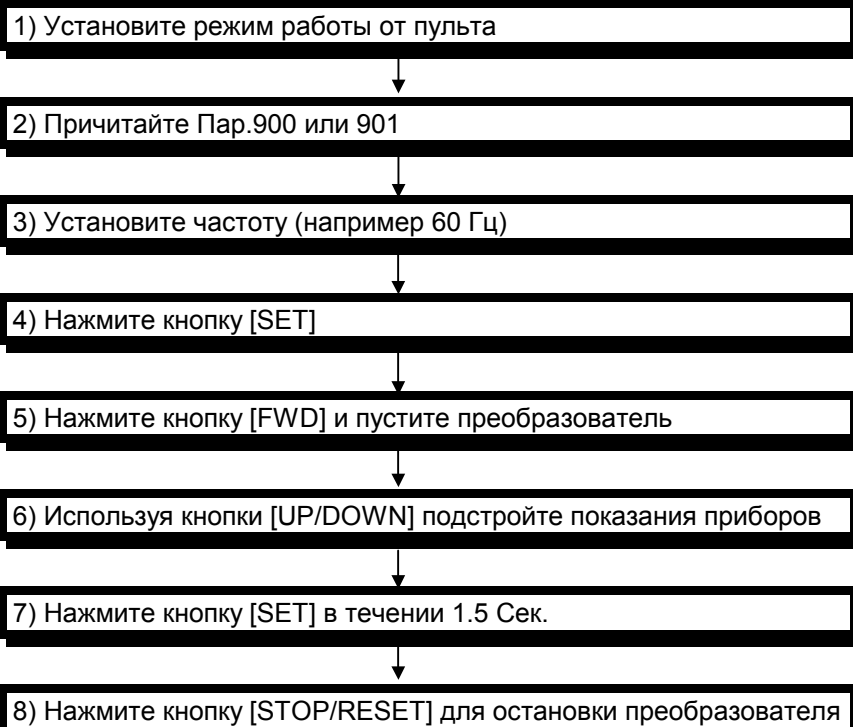 1) Установите режим работы от пульта
2) Причитайте Пар.900 или 901
3) Установите частоту (например 60 Гц)
4) Нажмите кнопку [SET]
5) Нажмите кнопку [FWD] и пустите преобразователь
6) Используя кнопки [UP/DOWN] подстройте показания приборов
7) Нажмите кнопку [SET] в течении 1.5 Сек.
8) Нажмите кнопку [STOP/RESET] для остановки преобразователя